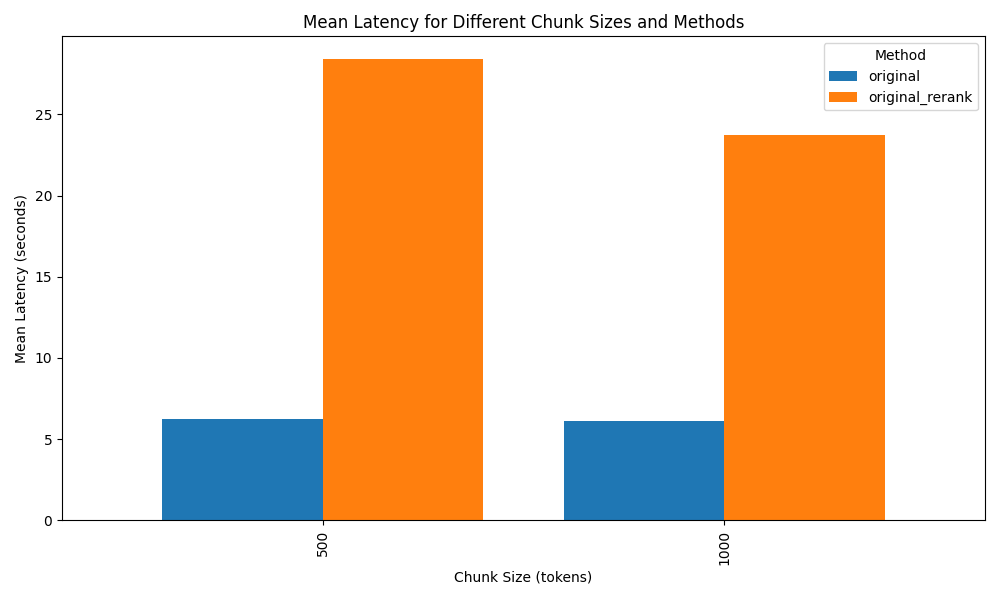 Mean Latency for Different Chunk Sizes and Methods
Method
original
original_rerank
Mean Latency (seconds)
25
20
15
10
5
0
500
1000
Chunk Size (tokens)